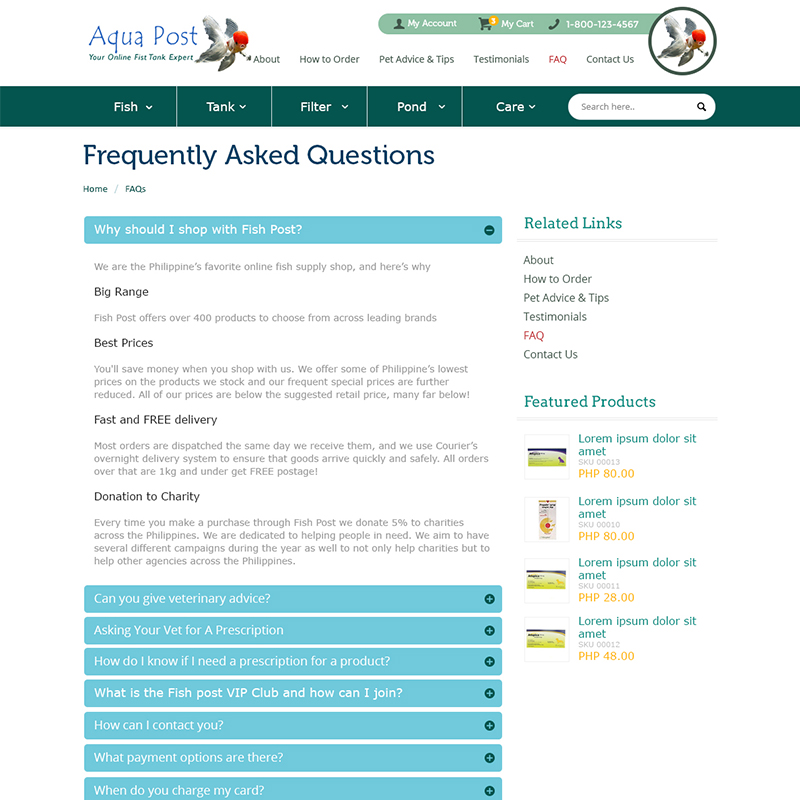 My Account
3
My Cart
1-800-123-4567
Aqua Post
Your Online Fist Tank Expert
About
How to Order
Pet Advice & Tips
Testimonials
FAQ
Contact Us
Fish
Tank
Filter
Pond
Care
Search here..
Frequently Asked Questions
Home / FAQs
Why should I shop with Fish Post?
We are the Philippine's favorite online fish supply shop, and here's why
Big Range
Fish Post offers over 400 products to choose from across leading brands
Best Prices
You'll save money when you shop with us. We offer some of Philippine's lowest
prices on the products we stock and our frequent special prices are further
reduced. All of our prices are below the suggested retail price, many far below!
Fast and FREE delivery
Most orders are dispatched the same day we receive them, and we use Courier's
overnight delivery system to ensure that goods arrive quickly and safely. All orders
over that are 1kg and under get FREE postage!
Donation to Charity
Every time you make a purchase through Fish Post we donate 5% to charities
across the Philippines. We are dedicated to helping people in need. We aim to have
several different campaigns during the year as well to not only help charities but to
help other agencies across the Philippines.
Can you give veterinary advice?
Asking Your Vet for A Prescription
How do I know if I need a prescription for a product?
What is the Fish post VIP Club and how can I join?
How can I contact you?
What payment options are there?
When do you charge my card?
Related Links
About
How to Order
Pet Advice & Tips
Testimonials
FAQ
Contact Us
Featured Products
Lorem ipsum dolor sit
amet
SKU 00013
PHP 80.00
Lorem ipsum dolor sit
amet
SKU 00010
PHP 80.00
Lorem ipsum dolor sit
amet
SKU 00011
PHP 28.00
Lorem ipsum dolor sit
amet
SKU 00012
PHP 48.00